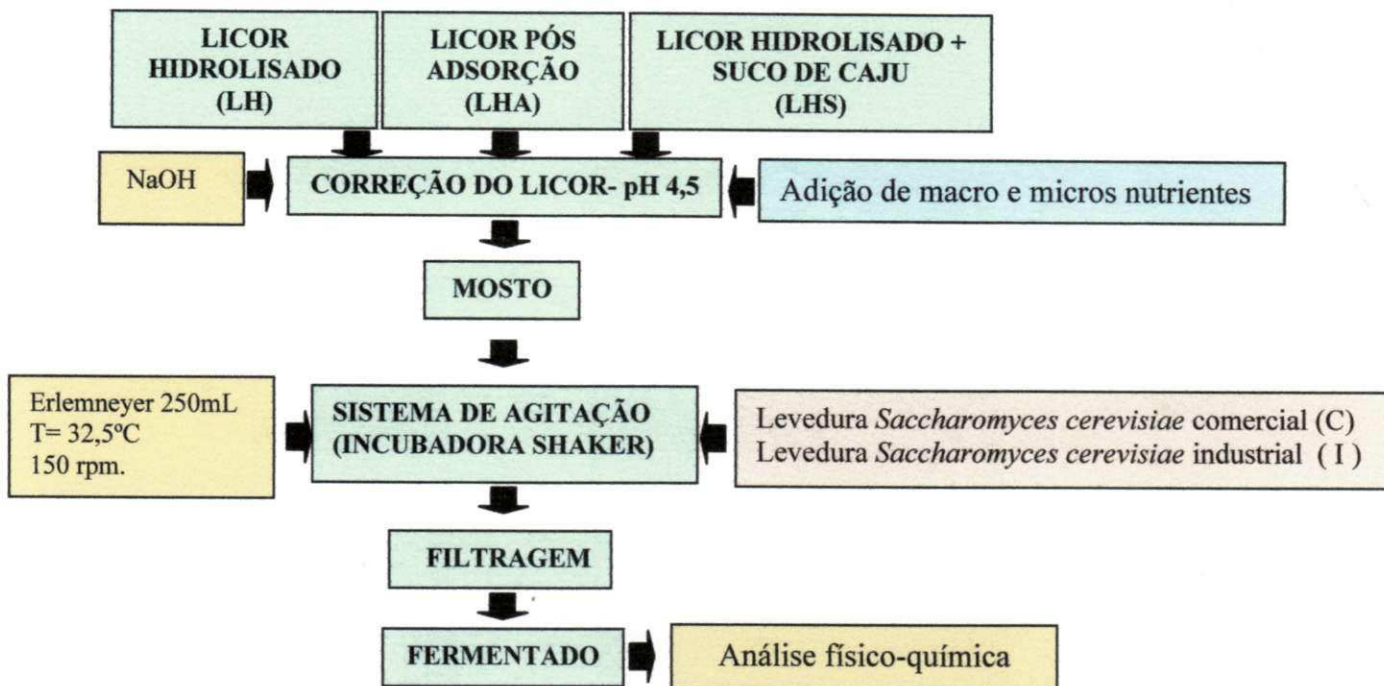 LICOR
HIDROLISADO
(LH)
LICOR PÓS
ADSORÇÃO
(LHA)
LICOR HIDROLISADO +
SUCO DE CAJU
(LHS)
NaOH
CORREÇÃO DO LICOR- pH 4,5
Adição de macro e micros nutrientes
MOSTO
Erlemneyer 250mL
T= 32,5ºC
150 rpm.
SISTEMA DE AGITAÇÃO
(INCUBADORA SHAKER)
Levedura Saccharomyces cerevisiae comercial (C)
Levedura Saccharomyces cerevisiae industrial ( I )
FILTRAGEM
FERMENTADO
Análise físico-química